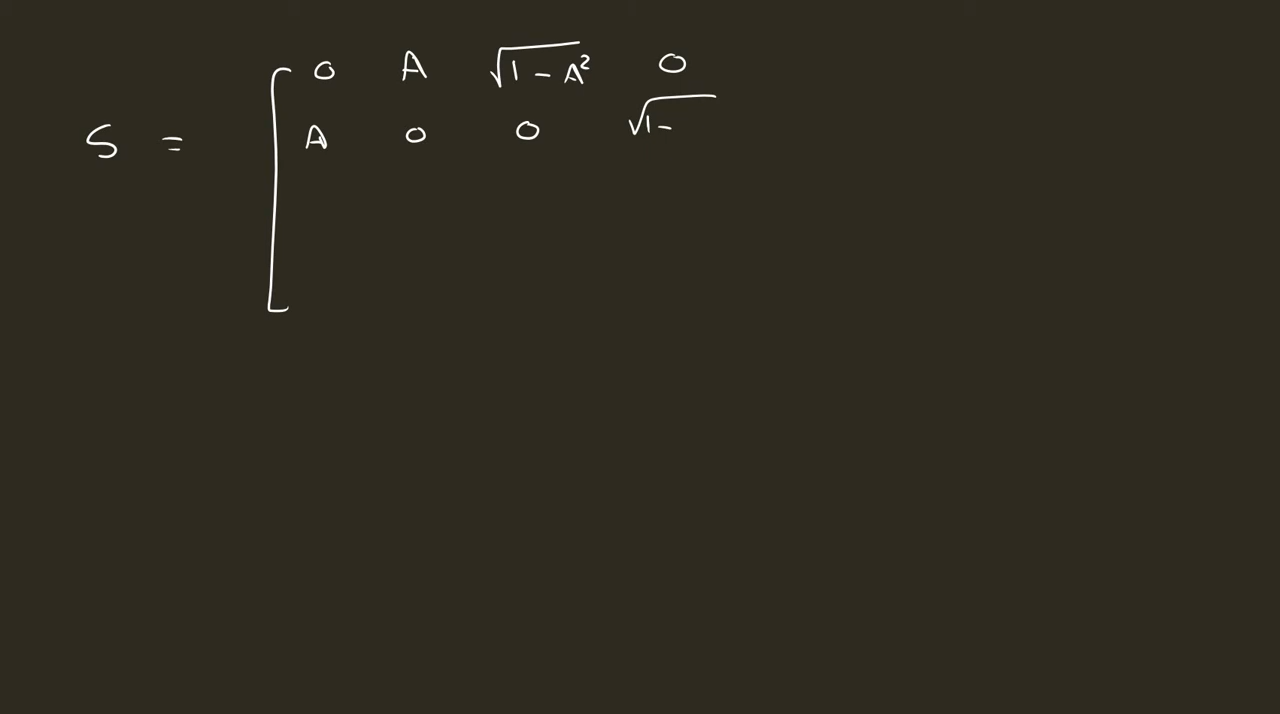 0 A √1 - A² 0
S = A 0 0 √1 -